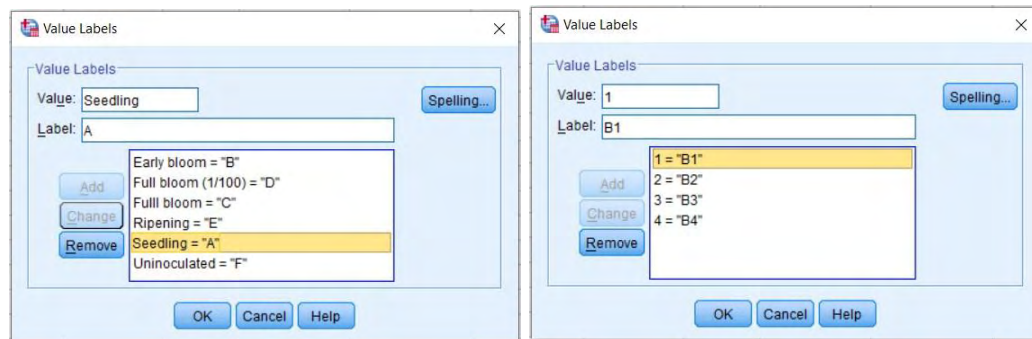 Value Labels
Value Labels
Value: Seedling
Spelling...
Label: A
Early bloom = "B"
Full bloom (1/100) = "D"
Fulll bloom = "C"
Ripening = "E"
Seedling = "A"
Uninoculated = "F"
Add
Change
Remove
OK Cancel Help
Value Labels
Value Labels
Value: 1
Spelling...
Label: B1
1 = "B1"
2 = "B2"
3 = "B3"
4 = "B4"
Add
Change
Remove
OK Cancel Help